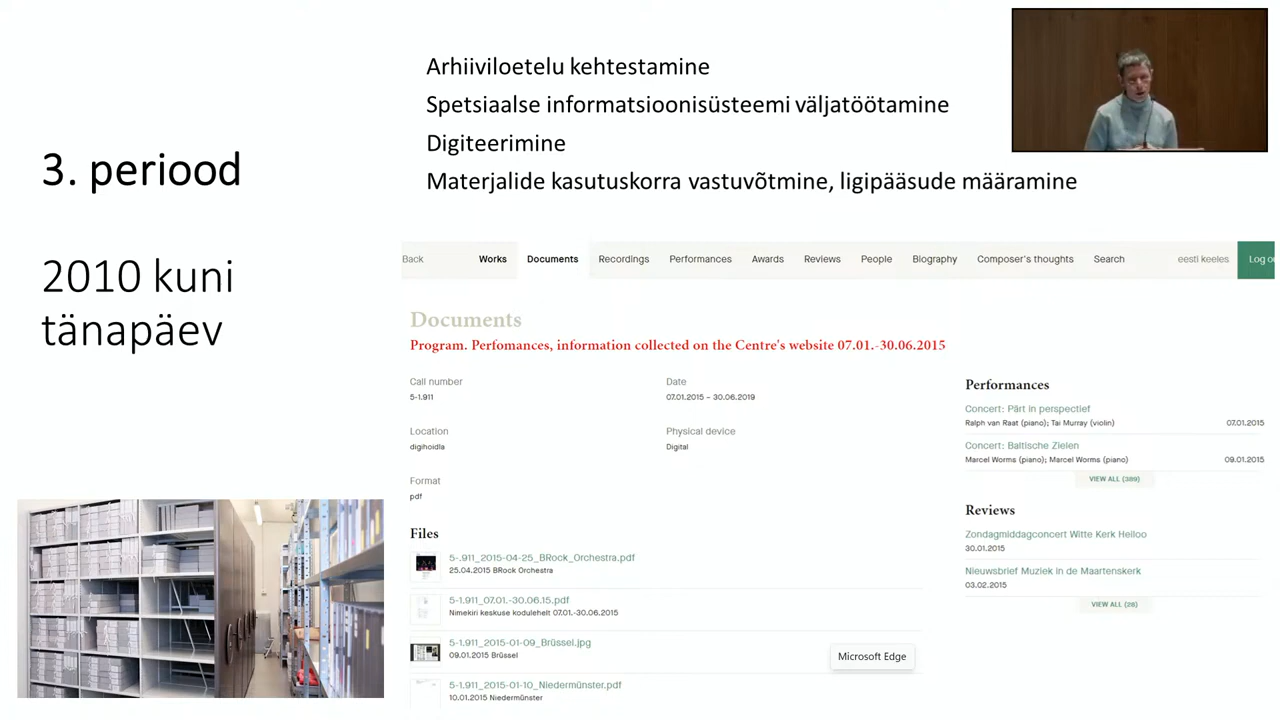 Arhiiviloetelu kehtestamine
Spetsiaalse informatsioonisüsteemi väljatöötamine
Digiteerimine
Materjalide kasutuskorra vastuvõtmine, ligipääsude määramine
3. periood
2010 kuni
tänapäev
Back Works Documents Recordings Performances Awards Reviews People Biography Composer's thoughts Search eesti keeles Log ou
Documents
Program. Perfomances, information collected on the Centre's website 07.01.-30.06.2015
Call number
5-1.911
Date
07.01.2015 – 30.06.2019
Location
digihoidla
Physical device
Digital
Format
pdf
Files
5-.911_2015-04-25_BRock_Orchestra.pdf
25.04.2015 BRock Orchestra
5-1.911_07.01.-30.06.15.pdf
Nimekiri keskuse kodulehelt 07.01.-30.06.2015
5-1.911_2015-01-09_Brüssel.jpg
09.01.2015 Brüssel
5-1.911_2015-01-10_Niedermünster.pdf
10.01.2015 Niedermünster
Performances
Concert: Pärt in perspectief
Ralph van Raat (piano); Tai Murray (violin) 07.01.2015
Concert: Baltische Zielen
Marcel Worms (piano); Marcel Worms (piano) 09.01.2015
VIEW ALL (389)
Reviews
Zondagmiddagconcert Witte Kerk Heiloo
30.01.2015
Nieuwsbrief Muziek in de Maartenskerk
03.02.2015
VIEW ALL (28)
Microsoft Edge